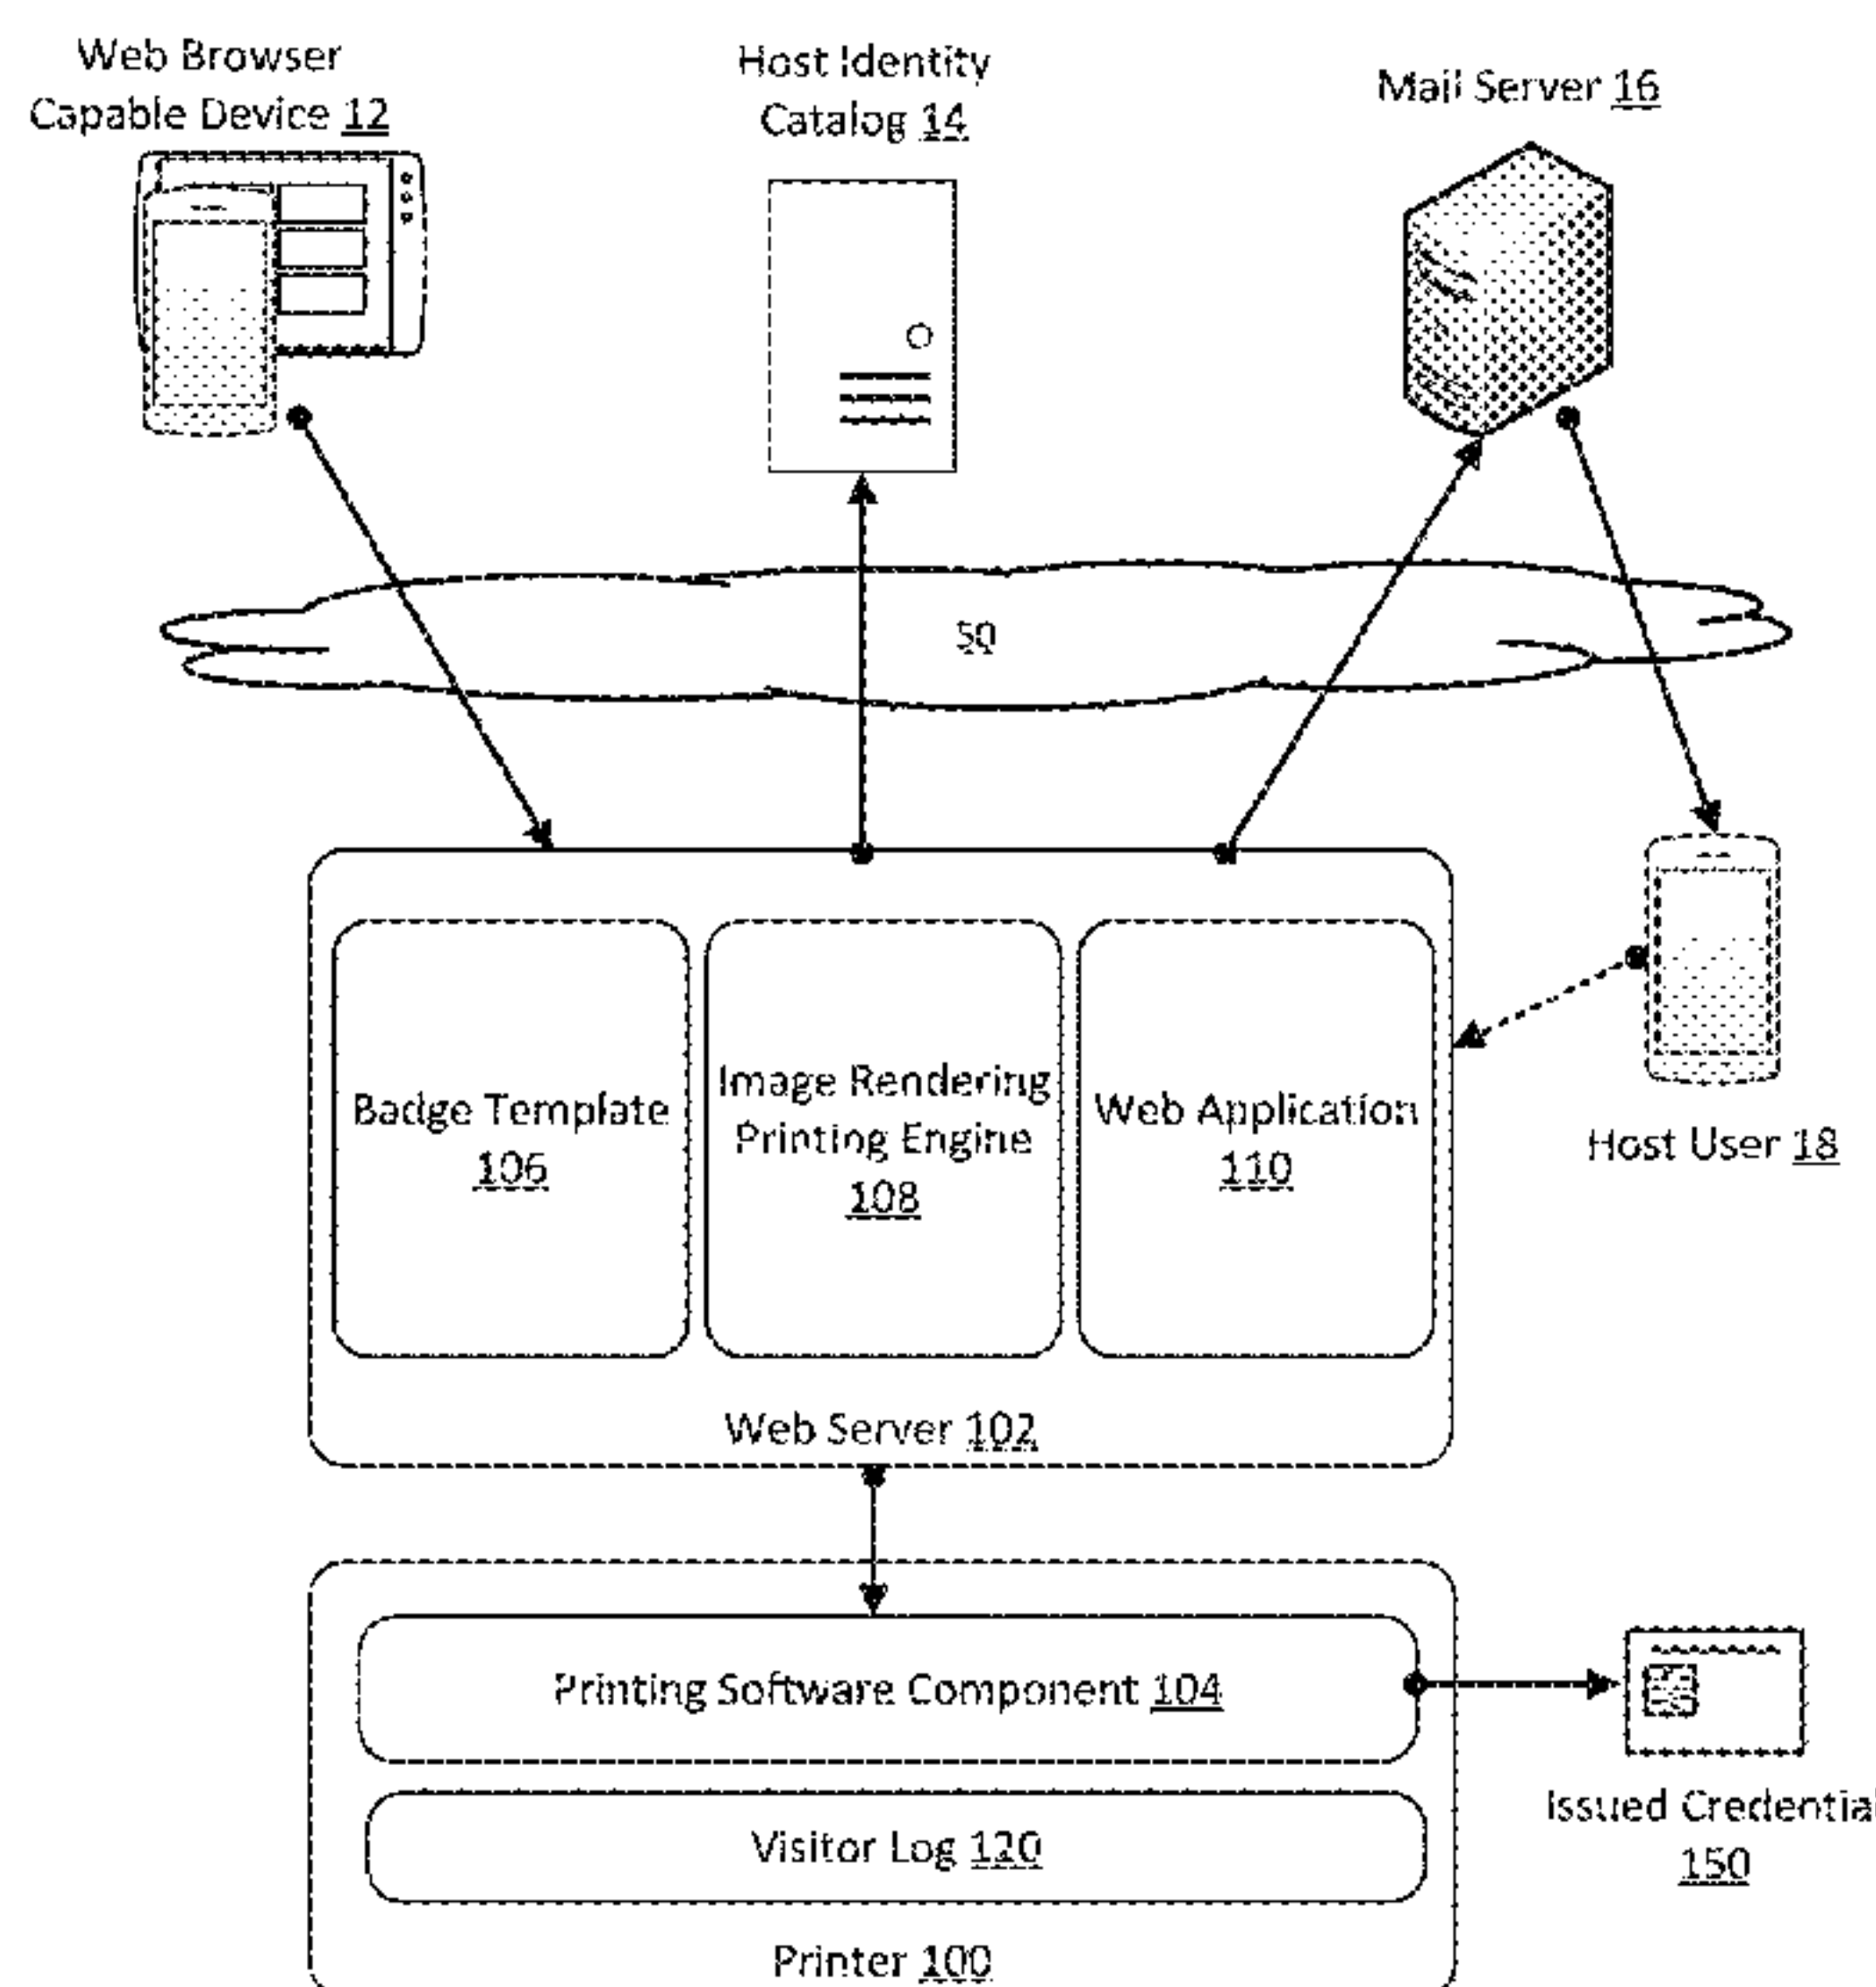 Web Browser
Capable Device 12
Host Identity
Catalog 14
Mail Server 16
50
Badge Template
106
Image Rendering
Printing Engine
108
Web Application
110
Host User 18
Web Server 102
Printing Software Component 104
Issued Credential
150
Visitor Log 120
Printer 100